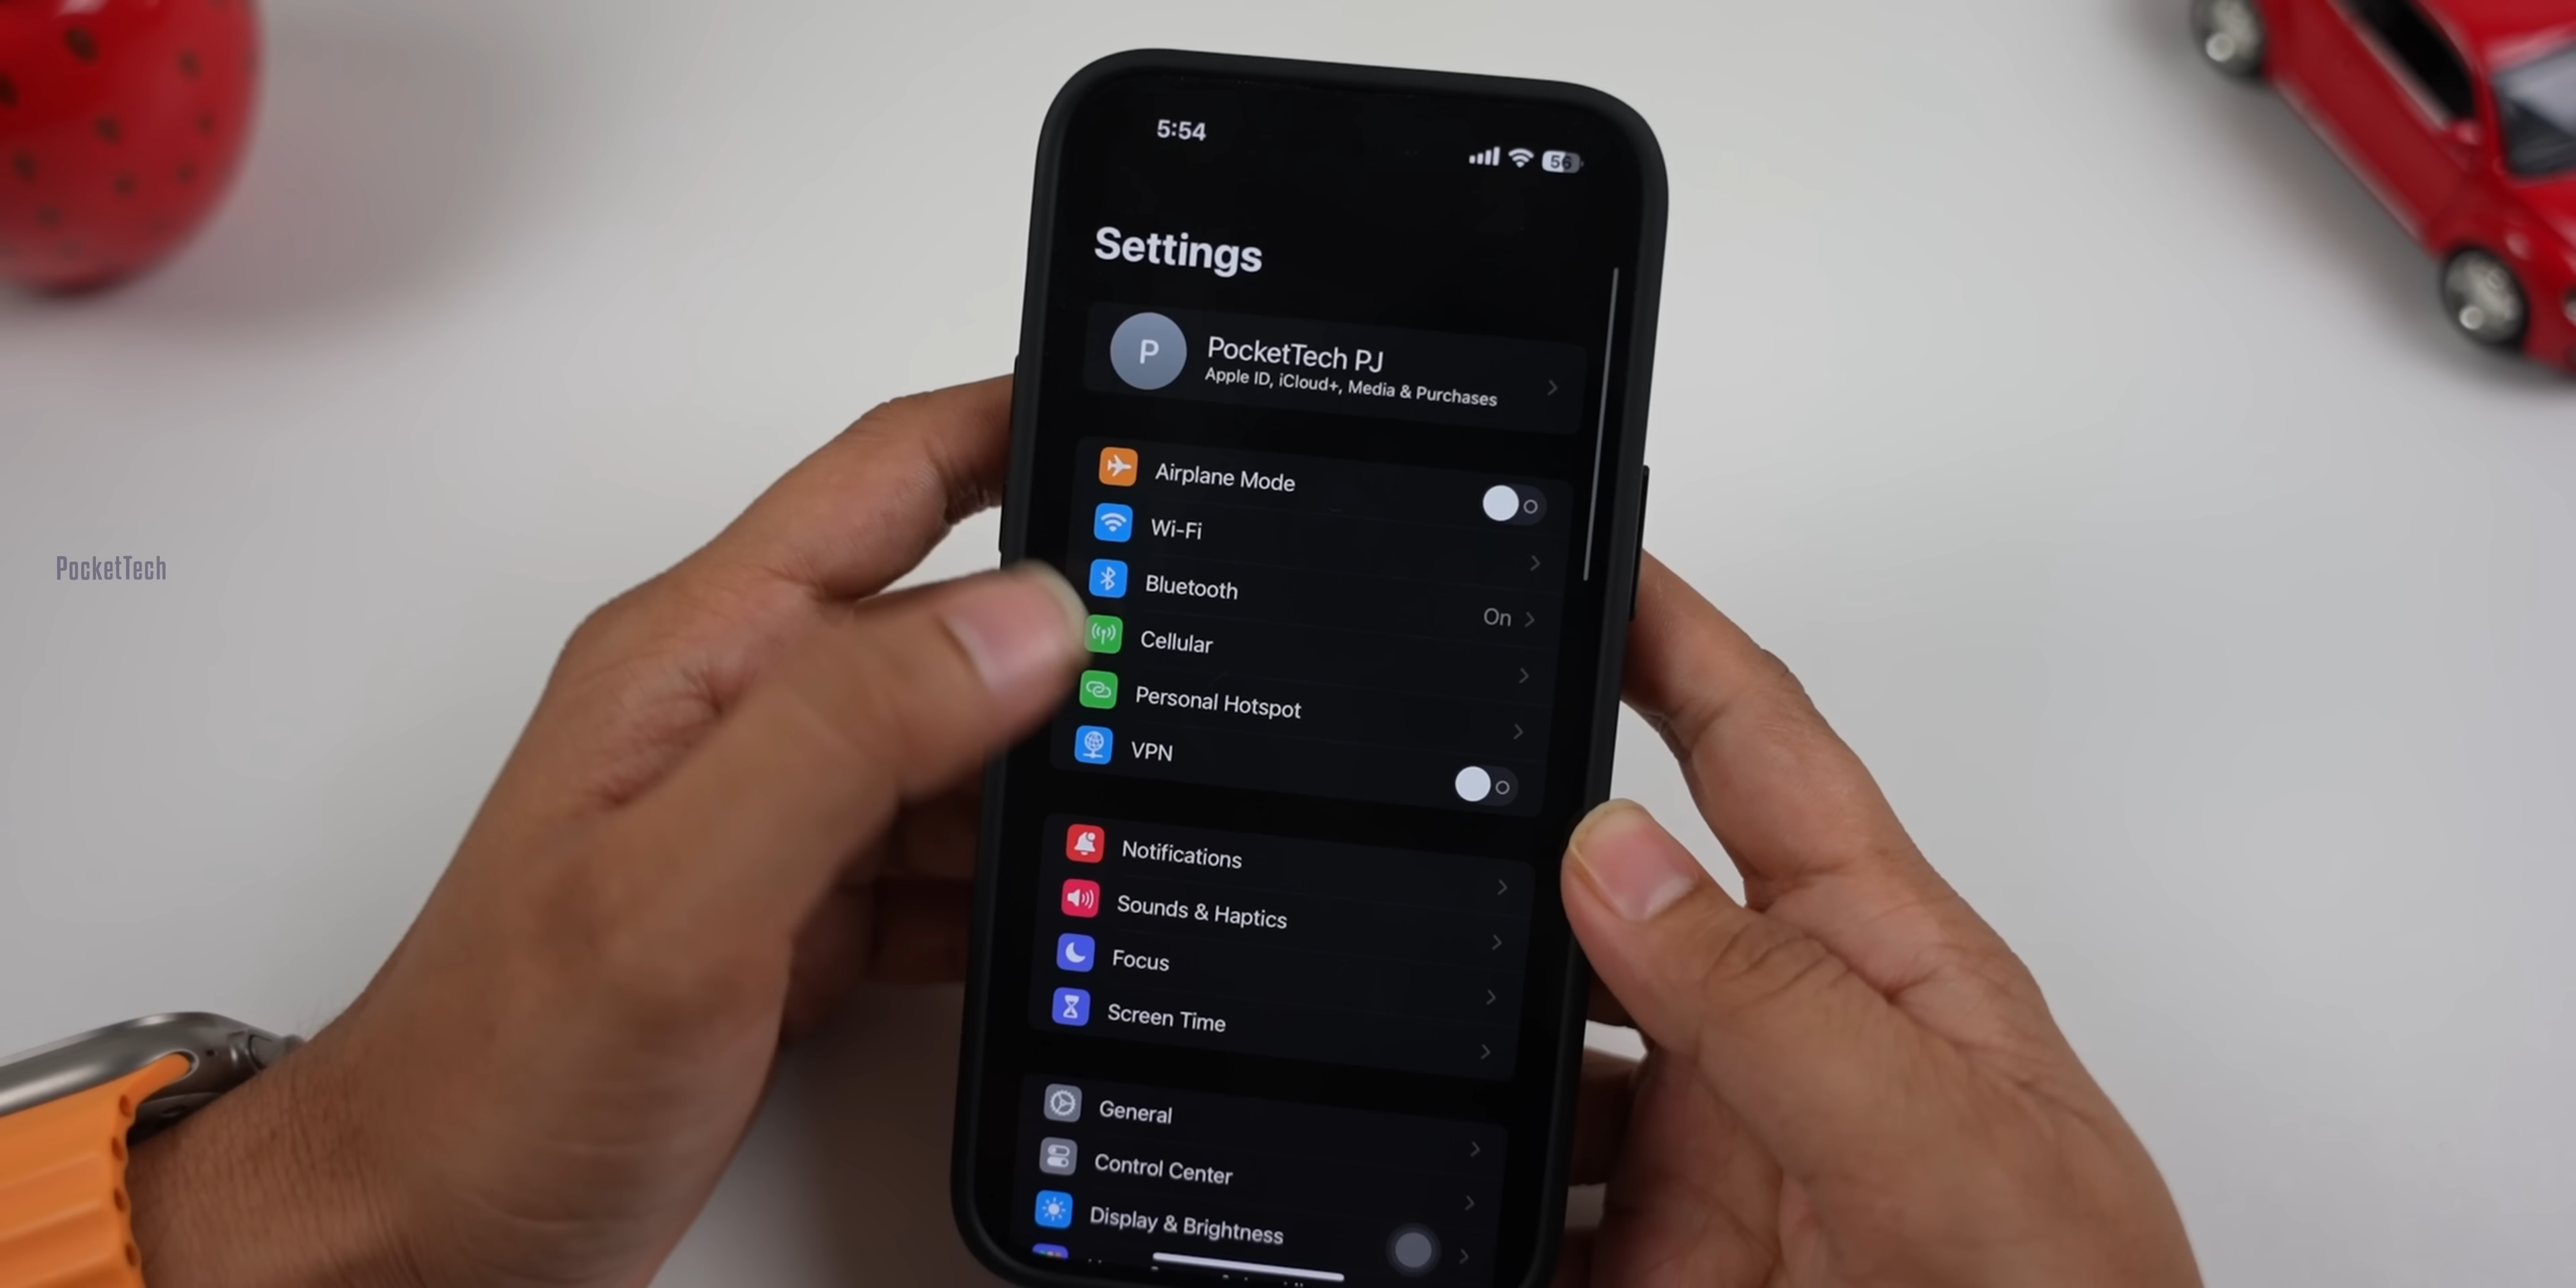 5:54
56
Settings
P
PocketTech PJ
Apple ID, iCloud+, Media & Purchases
Airplane Mode
Wi-Fi
Bluetooth
On
Cellular
Personal Hotspot
VPN
Notifications
Sounds & Haptics
Focus
Screen Time
General
Control Center
Display & Brightness
PocketTech